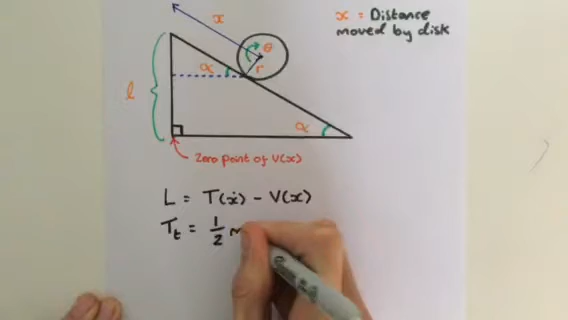 x
x = Distance
moved by disk
θ
α
r
l
α
Zero point of V(x)
L = T(ẋ) - V(x)
T_t = 1/2 m